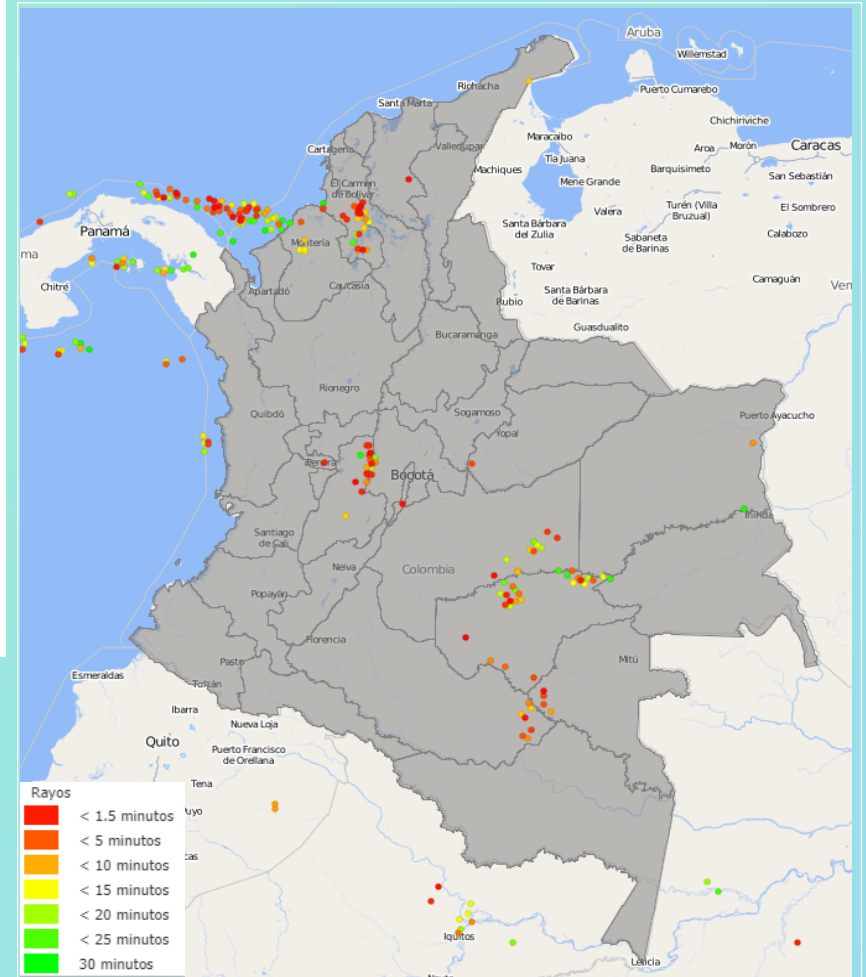 Aruba
Willemstad
Riohacha
Puerto Cumarebo
Santa Marta
Chichiriviche
Cartagena
Valledupar
Maracaibo
Aroa
Morón
Caracas
Machiques
Tía Juana
Barquisimeto
San Sebastián
El Carmen
de Bolívar
Mene Grande
Valera
Turén (Villa
Bruzual)
El Sombrero
Panamá
Santa Bárbara
del Zulia
Sabaneta
de Barinas
Calabozo
Montería
ma
Tovar
Camaguán
Chitré
Apartadó
Caucasia
Rubio
Santa Bárbara
de Barinas
Ven
Guasdualito
Bucaramanga
Rionegro
Quibdó
Sogamoso
Puerto Ayacucho
Yopal
Pereira
Bogotá
Inírida
Santiago
de Cali
Neiva
Colombia
Popayán
Florencia
Mitú
Pasto
Esmeraldas
Ibarra
Nueva Loja
Quito
Puerto Francisco
de Orellana
Tena
Puyo
cas
Iquitos
Leticia
Rayos
< 1.5 minutos
< 5 minutos
< 10 minutos
< 15 minutos
< 20 minutos
< 25 minutos
30 minutos